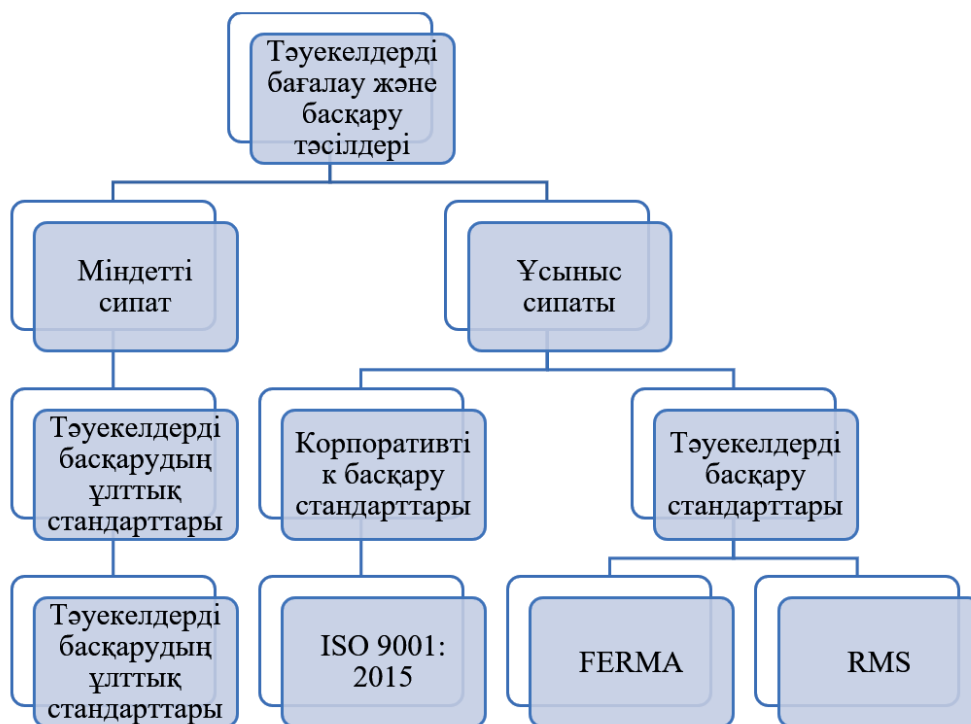 Тәуекелдерді
бағалау және
басқару
тәсілдері
Міндетті
сипат
Ұсыныс
сипаты
Тәуекелдерді
басқарудың
ұлттық
стандарттары
Корпоративті
к басқару
стандарттары
Тәуекелдерді
басқару
стандарттары
Тәуекелдерді
басқарудың
ұлттық
стандарттары
ISO 9001:
2015
FERMA
RMS